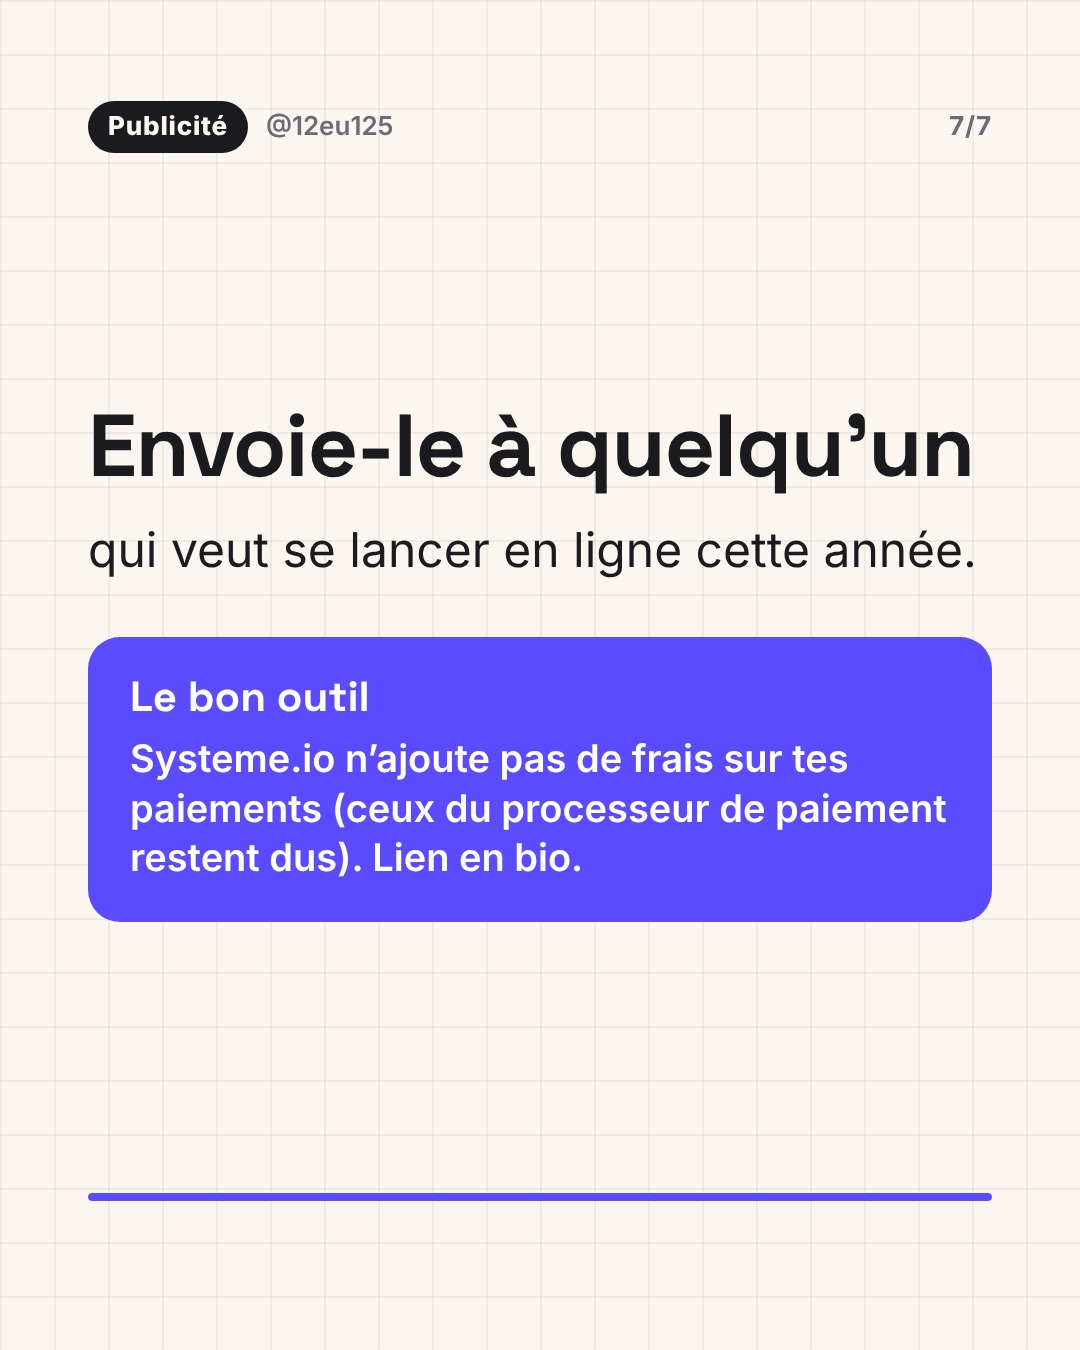 Publicité @12eu125 7/7
Envoie-le à quelqu’un
qui veut se lancer en ligne cette année.
Le bon outil
Systeme.io n’ajoute pas de frais sur tes
paiements (ceux du processeur de paiement
restent dus). Lien en bio.